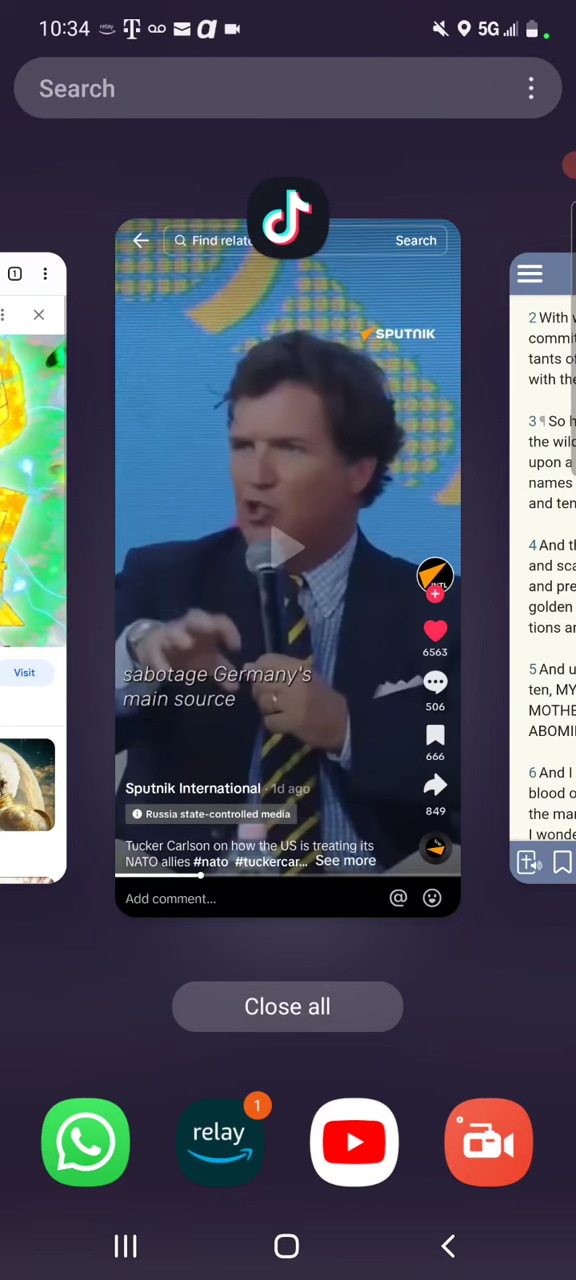 10:34
relay
5G
Search
Find relate
Search
1
SPUTNIK
2 With
commit
tants of
with the
3 ¶ So h
the wild
upon a
names
and ten
4 And th
and sca
and pre
golden
tions an
5 And u
ten, MY
MOTHE
ABOMI
6 And I
blood o
the mar
I wonde
INTL
6563
506
666
849
Visit
sabotage Germany's
main source
Sputnik International · 1d ago
Russia state-controlled media
Tucker Carlson on how the US is treating its
NATO allies #nato #tuckercar... See more
Add comment...
Close all
1
relay